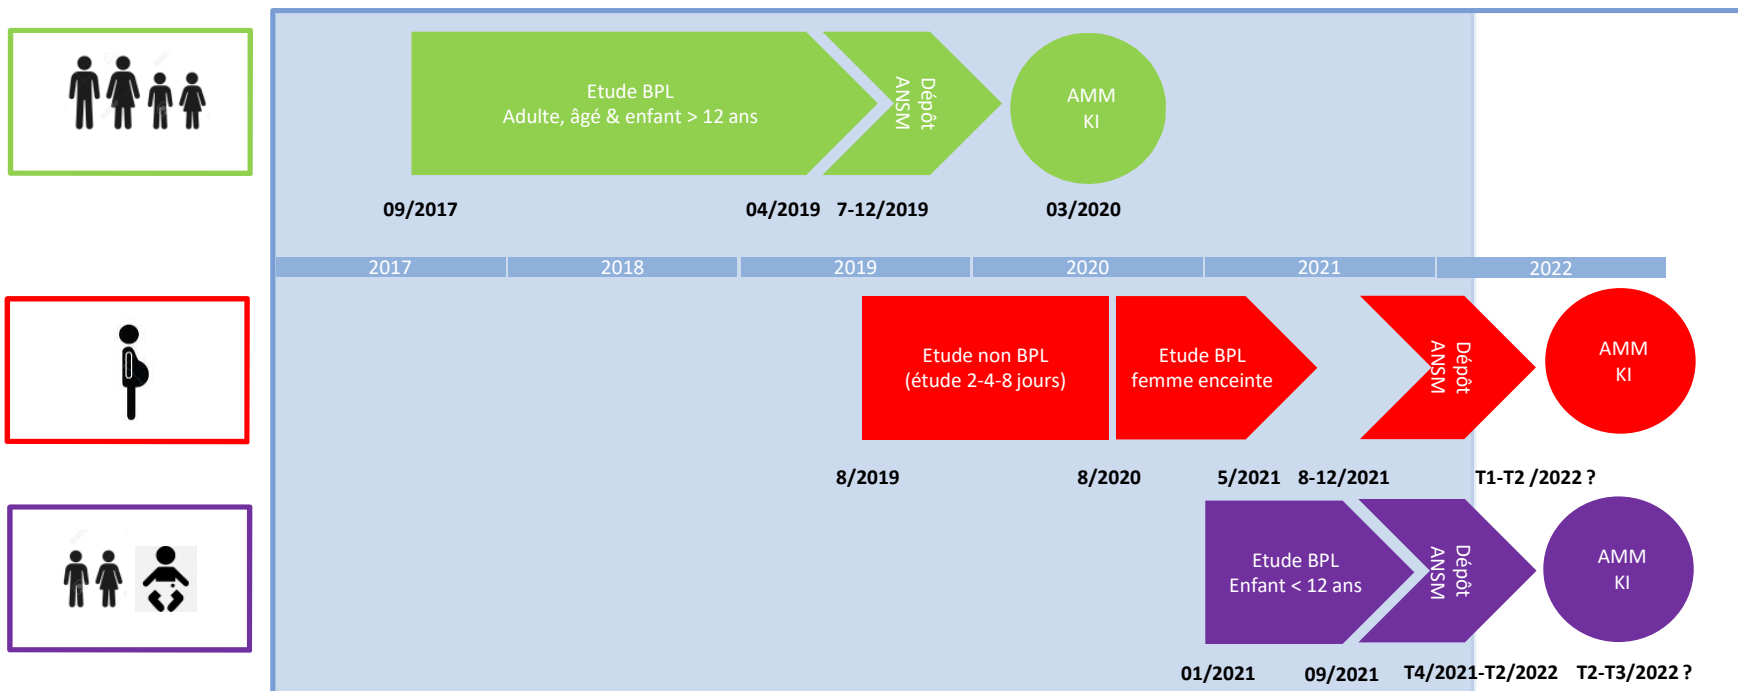 Etude BPL
Adulte, âgé & enfant > 12 ans
Dépôt
ANSM
AMM
KI
09/2017
04/2019
7-12/2019
03/2020
2017
2018
2019
2020
2021
2022
Etude non BPL
(étude 2-4-8 jours)
Etude BPL
femme enceinte
Dépôt
ANSM
AMM
KI
8/2019
8/2020
5/2021
8-12/2021
T1-T2 /2022 ?
Etude BPL
Enfant < 12 ans
Dépôt
ANSM
AMM
KI
01/2021
09/2021
T4/2021-T2/2022
T2-T3/2022 ?